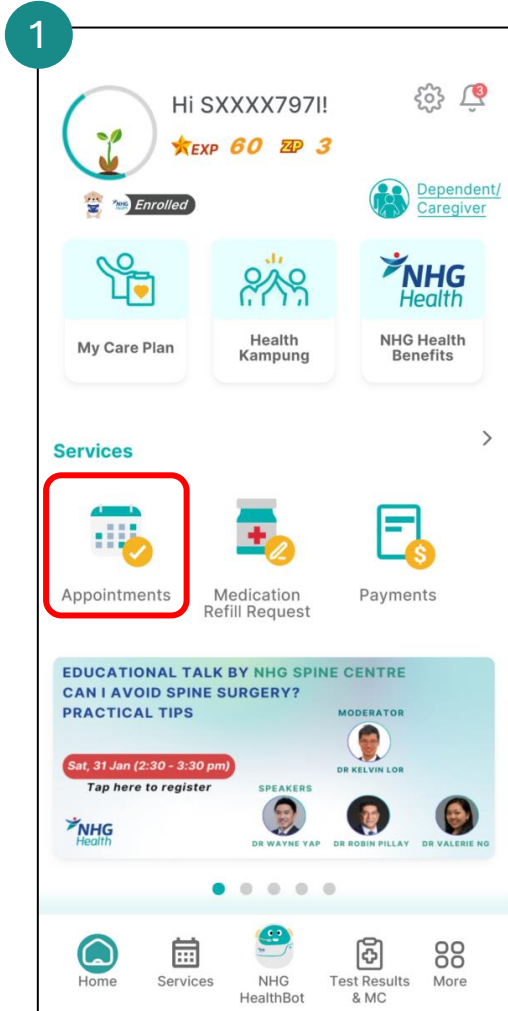 1
Hi SXXXX797I!
3
EXP 60 ZP 3
NHG Health Enrolled
Dependent/
Caregiver
NHG
Health
My Care Plan
Health
Kampung
NHG Health
Benefits
Services
Appointments
Medication
Refill Request
$
Payments
EDUCATIONAL TALK BY NHG SPINE CENTRE
CAN I AVOID SPINE SURGERY?
PRACTICAL TIPS
MODERATOR
DR KELVIN LOR
Sat, 31 Jan (2:30 - 3:30 pm)
Tap here to register
SPEAKERS
NHG
Health
DR WAYNE YAP
DR ROBIN PILLAY
DR VALERIE NG
Home
Services
NHG
HealthBot
Test Results
& MC
More